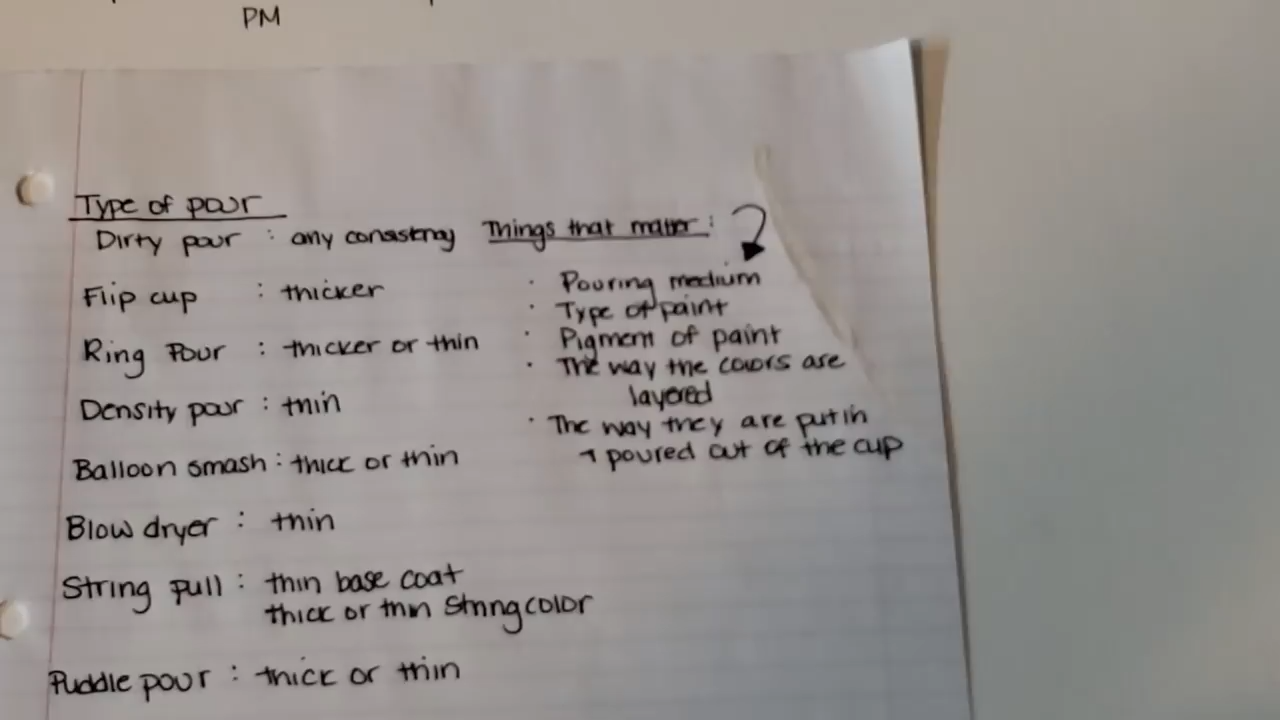 PM
Type of pour
Dirty pour : any consistency
Flip cup : thicker
Ring Pour : thicker or thin
Density pour : thin
Balloon smash : thick or thin
Blow dryer : thin
String pull : thin base coat
thick or thin String color
Puddle pour : thick or thin
Things that matter :
· Pouring medium
· Type of paint
· Pigment of paint
· The way the colors are
layered
· The way they are put in
+ poured out of the cup